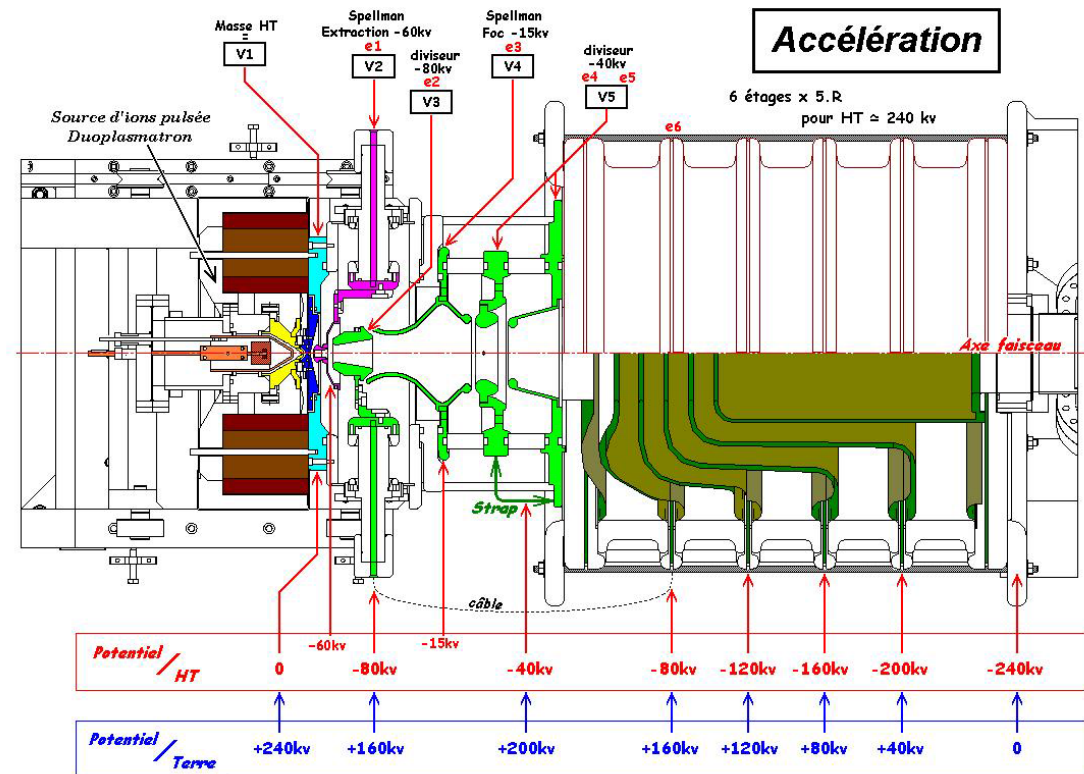 Accélération
Masse HT
=
V1
Spellman
Extraction -60kv
e1
V2
diviseur
-80kv
e2
V3
Spellman
Foc -15kv
e3
V4
diviseur
-40kv
e4 e5
V5
6 étages x 5.R
pour HT ≃ 240 kv
e6
Source d'ions pulsée
Duoplasmatron
Axe faisceau
Strap
câble
Potentiel / HT
0
-60kv
-80kv
-15kv
-40kv
-80kv
-120kv
-160kv
-200kv
-240kv
Potentiel / Terre
+240kv
+160kv
+200kv
+160kv
+120kv
+80kv
+40kv
0